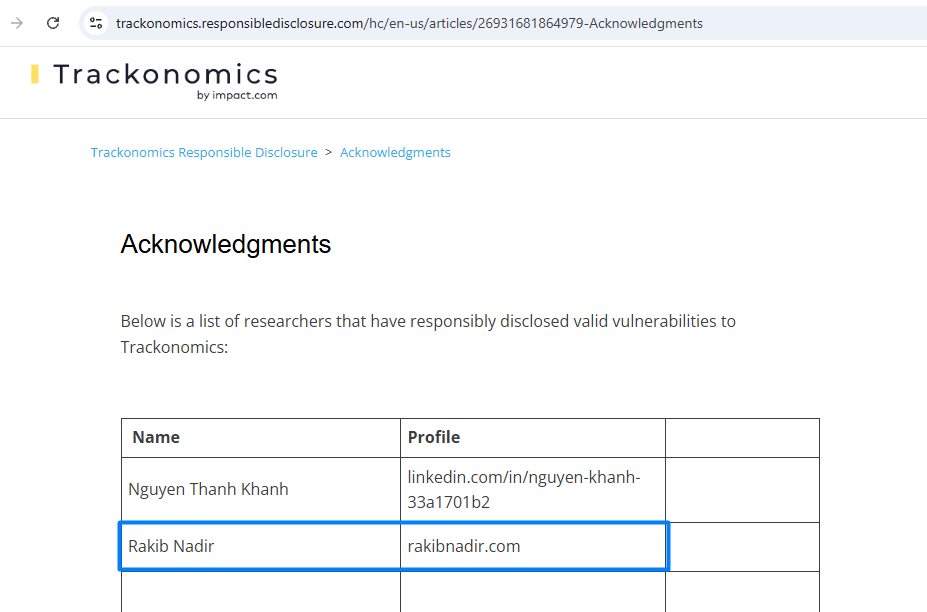 trackonomics.responsibledisclosure.com/hc/en-us/articles/26931681864979-Acknowledgments
Trackonomics
by impact.com
Trackonomics Responsible Disclosure > Acknowledgments
Acknowledgments
Below is a list of researchers that have responsibly disclosed valid vulnerabilities to
Trackonomics:
Name Profile
Nguyen Thanh Khanh linkedin.com/in/nguyen-khanh-
33a1701b2
Rakib Nadir rakibnadir.com